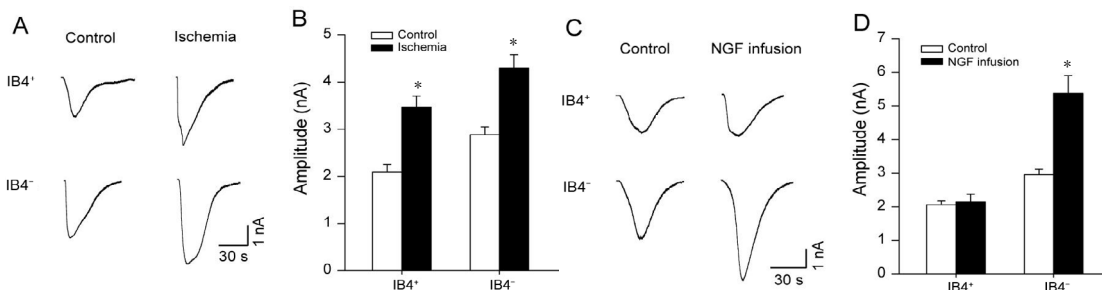 A
Control
Ischemia
IB4⁺
IB4⁻
30 s
1 nA
B
Amplitude (nA)
5
4
3
2
1
0
Control
Ischemia
*
*
IB4⁺
IB4⁻
C
Control
NGF infusion
IB4⁺
IB4⁻
30 s
1 nA
D
Amplitude (nA)
7
6
5
4
3
2
1
0
Control
NGF infusion
*
IB4⁺
IB4⁻